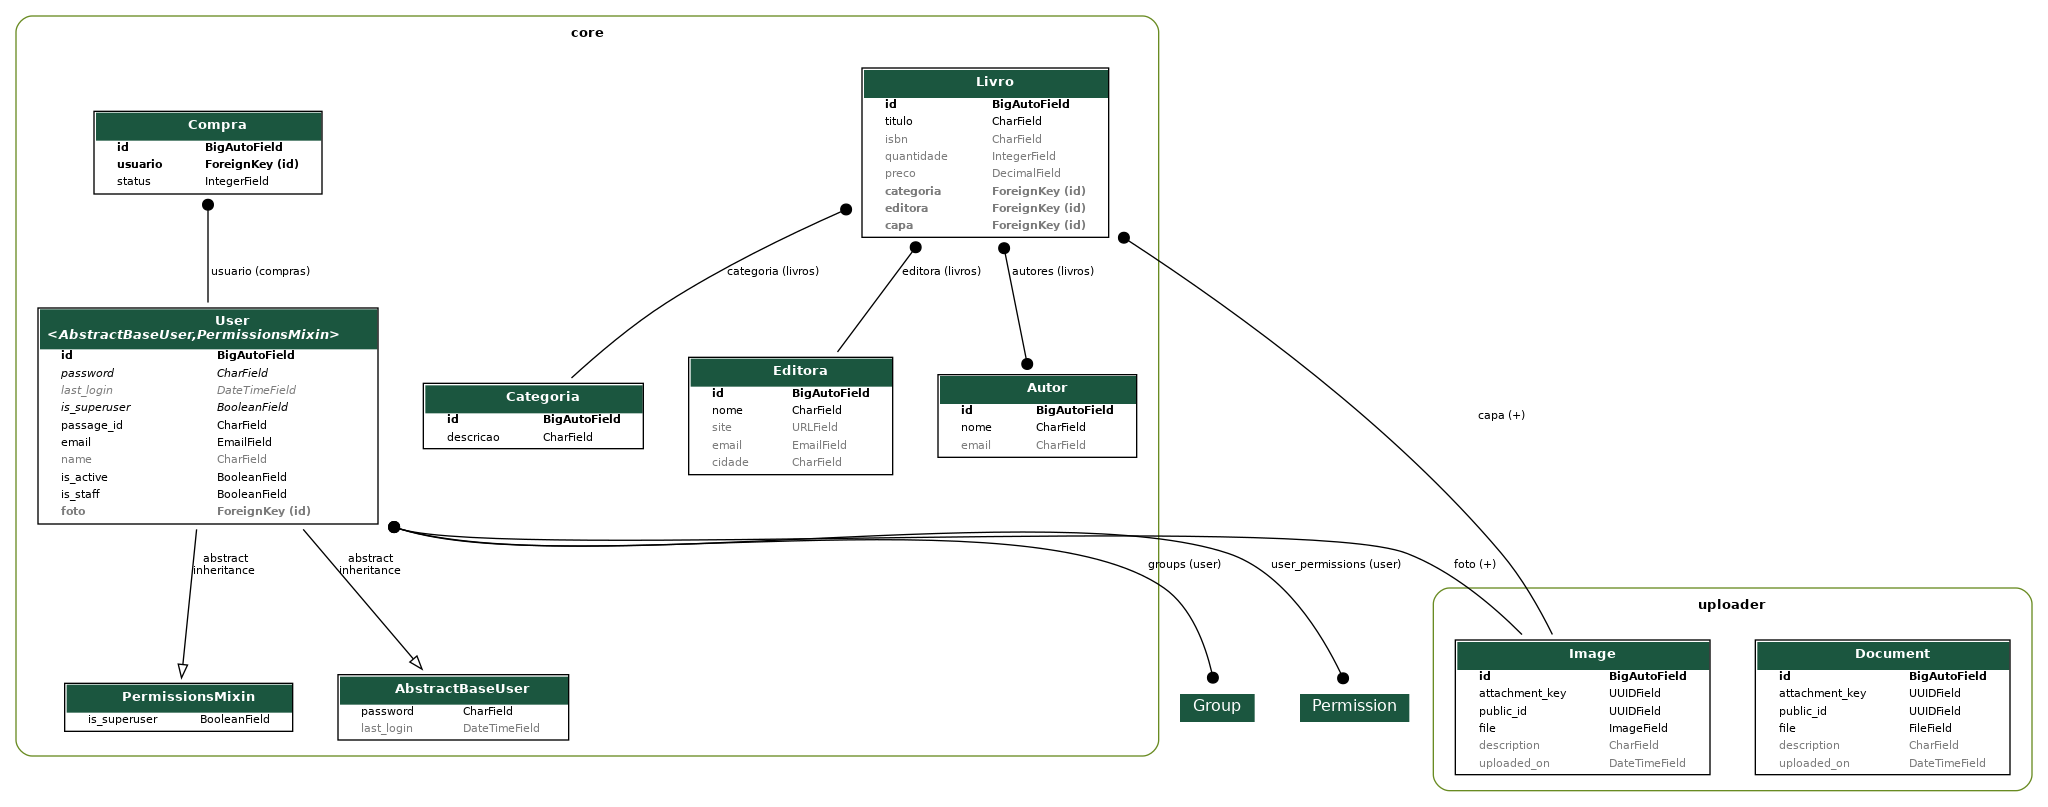 core
Livro
id BigAutoField
titulo CharField
isbn CharField
quantidade IntegerField
preco DecimalField
categoria ForeignKey (id)
editora ForeignKey (id)
capa ForeignKey (id)
Compra
id BigAutoField
usuario ForeignKey (id)
status IntegerField
usuario (compras)
categoria (livros)
editora (livros)
autores (livros)
User
<AbstractBaseUser,PermissionsMixin>
id BigAutoField
password CharField
last_login DateTimeField
is_superuser BooleanField
passage_id CharField
email EmailField
name CharField
is_active BooleanField
is_staff BooleanField
foto ForeignKey (id)
Categoria
id BigAutoField
descricao CharField
Editora
id BigAutoField
nome CharField
site URLField
email EmailField
cidade CharField
Autor
id BigAutoField
nome CharField
email CharField
capa (+)
abstract
inheritance
abstract
inheritance
groups (user)
user_permissions (user)
foto (+)
PermissionsMixin
is_superuser BooleanField
AbstractBaseUser
password CharField
last_login DateTimeField
Group
Permission
uploader
Image
id BigAutoField
attachment_key UUIDField
public_id UUIDField
file ImageField
description CharField
uploaded_on DateTimeField
Document
id BigAutoField
attachment_key UUIDField
public_id UUIDField
file FileField
description CharField
uploaded_on DateTimeField